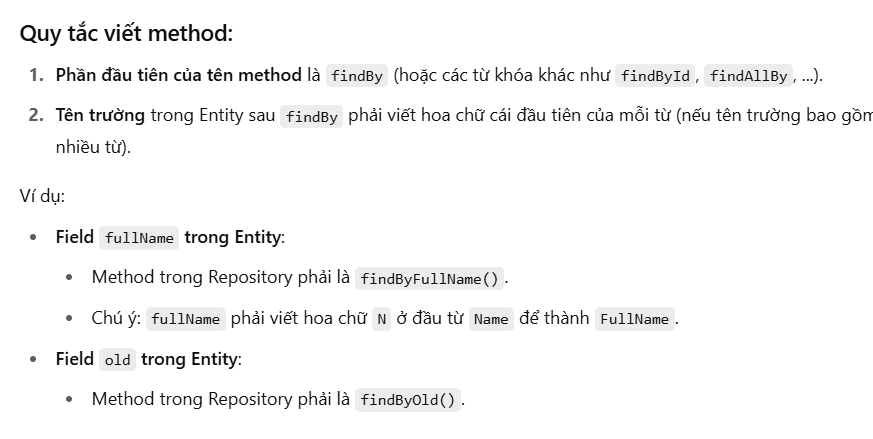 Quy tắc viết method:
1. Phần đầu tiên của tên method là findBy (hoặc các từ khóa khác như findById, findAllBy, ...).
2. Tên trường trong Entity sau findBy phải viết hoa chữ cái đầu tiên của mỗi từ (nếu tên trường bao gồm
nhiều từ).
Ví dụ:
• Field fullName trong Entity:
• Method trong Repository phải là findByFullName().
• Chú ý: fullName phải viết hoa chữ N ở đầu từ Name để thành FullName.
• Field old trong Entity:
• Method trong Repository phải là findByOld().